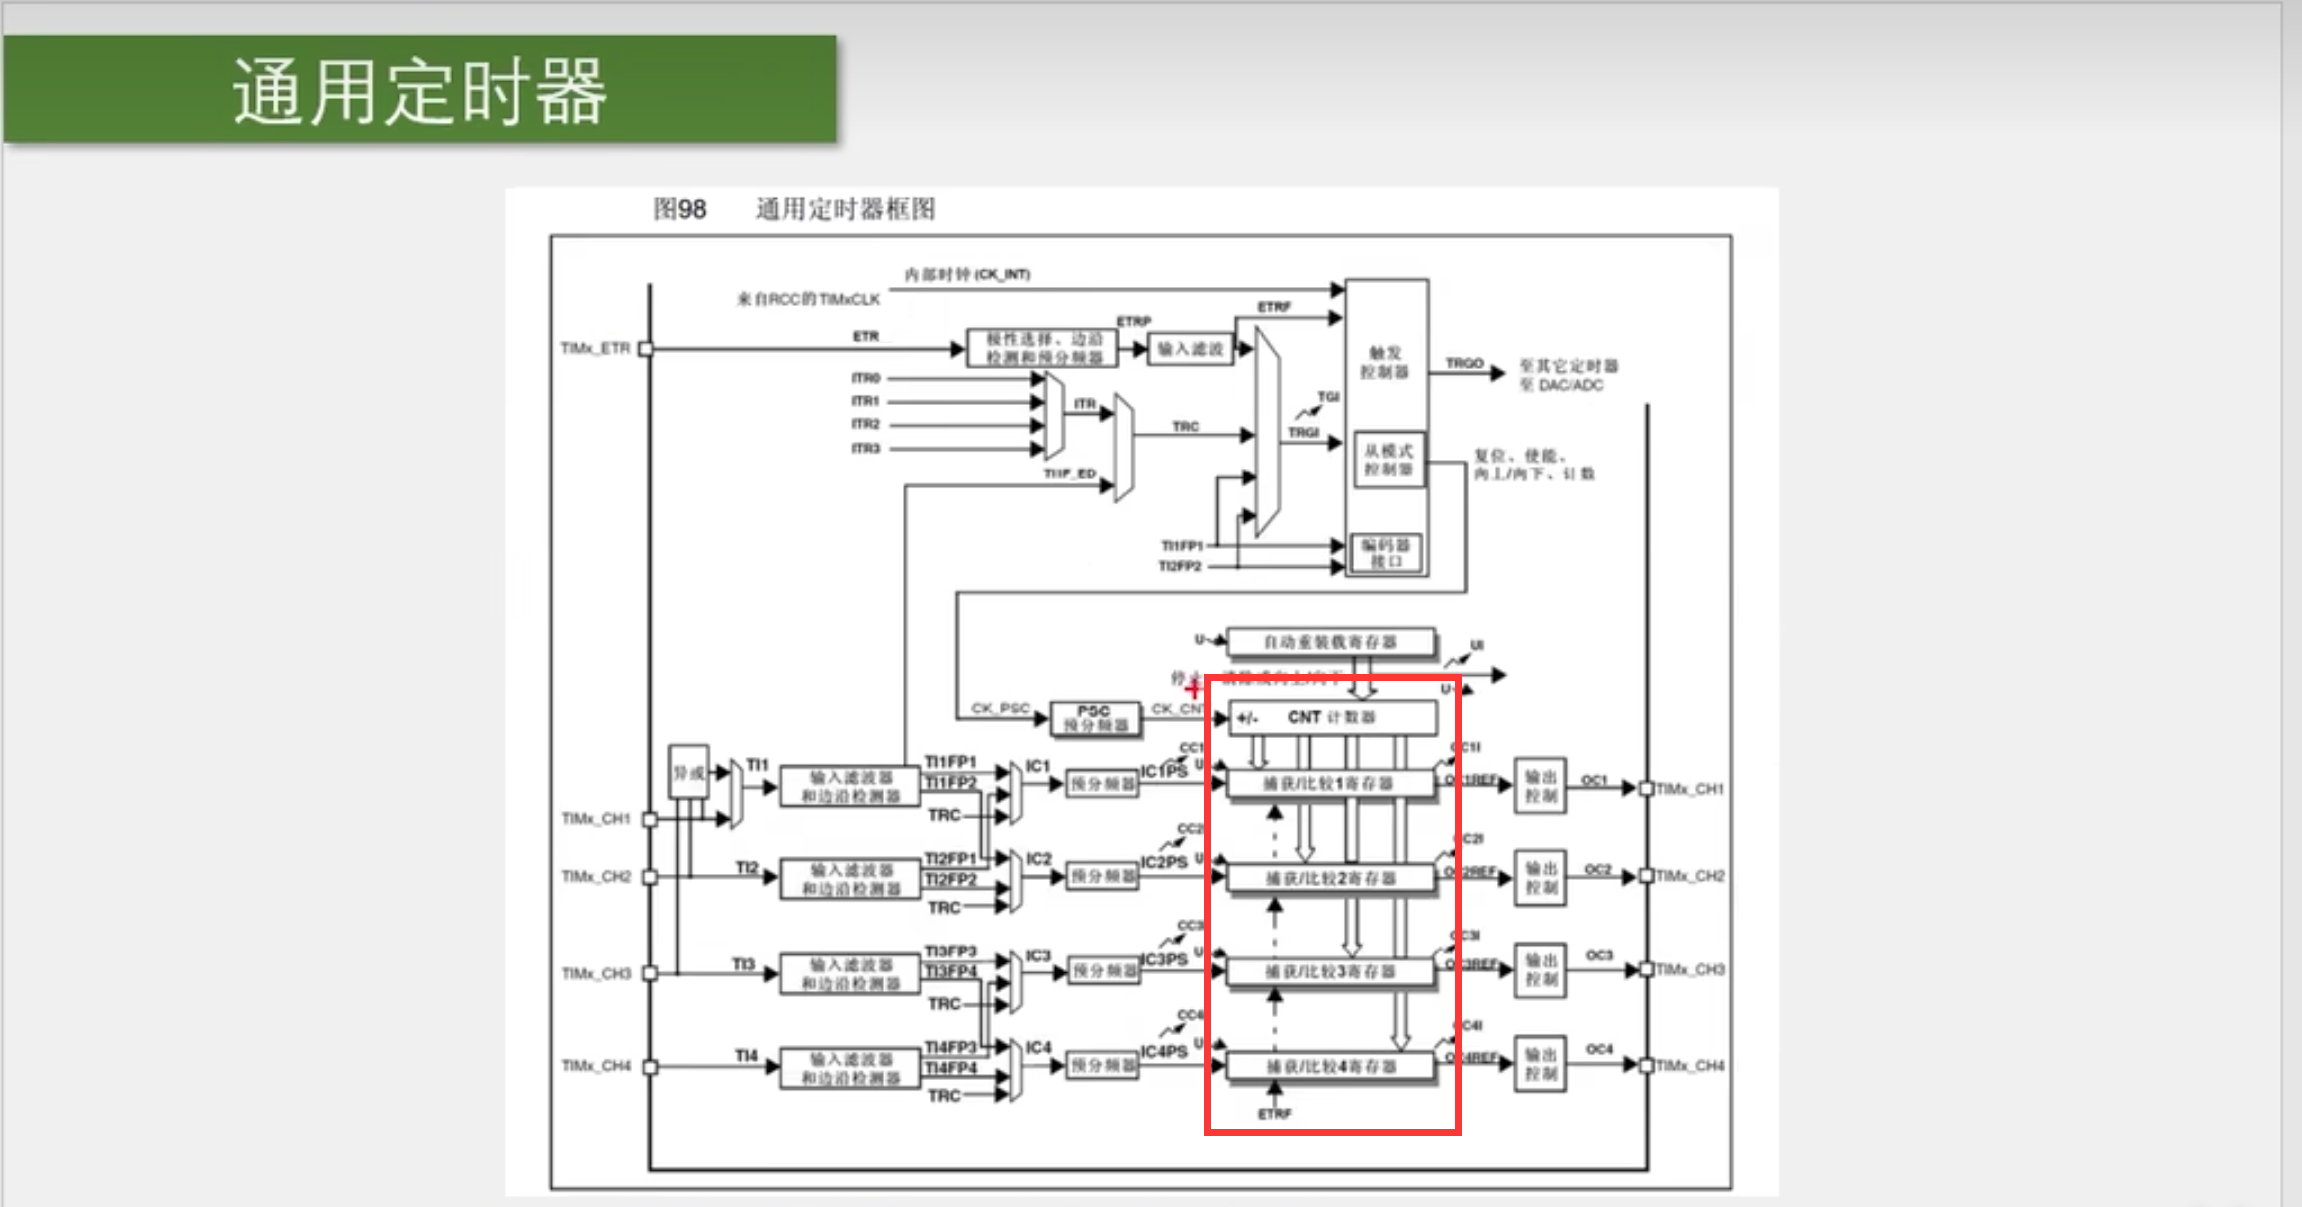 通用定时器
图98 通用定时器框图
内部时钟(CK_INT)
来自RCC的TIMxCLK
ETRF
ETRP
ETR
TIMx_ETR
极性选择、边沿
检测和预分频器
输入滤波
触发
控制器
TRGO
至其它定时器
至 DAC/ADC
ITR0
ITR1
ITR2
ITR3
ITR
TRC
TGI
TRGI
从模式
控制器
复位、使能、
向上/向下、计数
TI1F_ED
TI1FP1
TI2FP2
编码器
接口
U
自动重装载寄存器
UI
U
CK_PSC
PSC
预分频器
CK_CNT
+/-
CNT 计数器
异或
TI1
输入滤波器
和边沿检测器
TI1FP1
TI1FP2
TRC
IC1
预分频器
IC1PS
CC1
U
捕获/比较1寄存器
CC1I
OC1REF
输出
控制
OC1
TIMx_CH1
TIMx_CH1
TIMx_CH2
TI2
输入滤波器
和边沿检测器
TI2FP1
TI2FP2
TRC
IC2
预分频器
IC2PS
CC2
U
捕获/比较2寄存器
CC2I
OC2REF
输出
控制
OC2
TIMx_CH2
TIMx_CH3
TI3
输入滤波器
和边沿检测器
TI3FP3
TI3FP4
TRC
IC3
预分频器
IC3PS
CC3
U
捕获/比较3寄存器
CC3I
OC3REF
输出
控制
OC3
TIMx_CH3
TIMx_CH4
TI4
输入滤波器
和边沿检测器
TI4FP3
TI4FP4
TRC
IC4
预分频器
IC4PS
CC4
U
捕获/比较4寄存器
CC4I
OC4REF
输出
控制
OC4
TIMx_CH4
ETRF